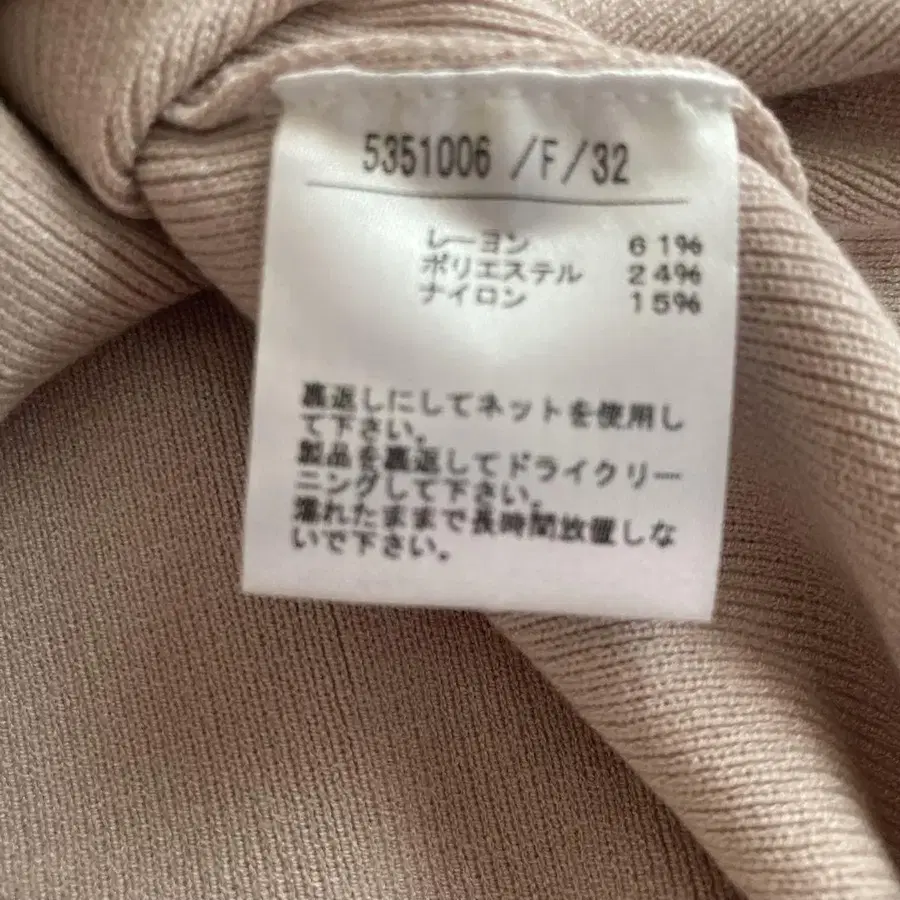 5351006 /F/32
レーヨン 61%
ポリエステル 24%
ナイロン 15%
裏返しにしてネットを使用し
て下さい。
製品を裏返してドライクリー
ニングして下さい。
濡れたままで長時間放置しな
いで下さい。